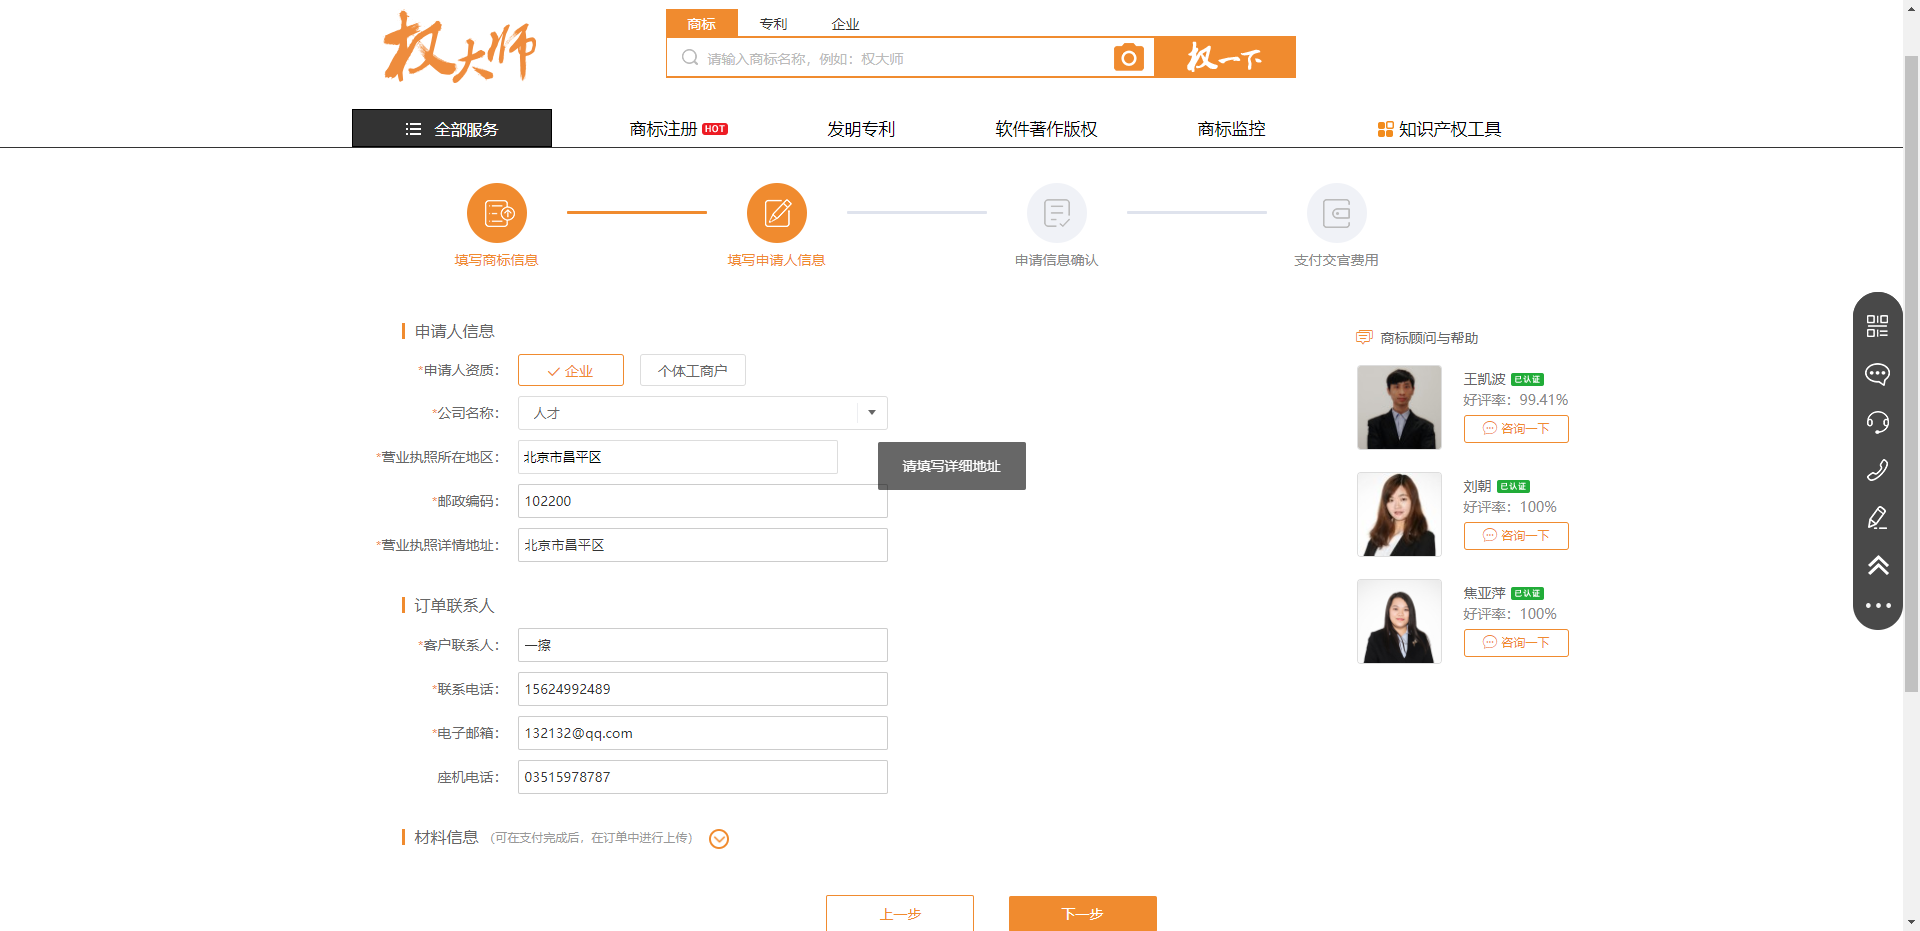 权大师
商标 专利 企业
请输入商标名称，例如：权大师
权一下
全部服务 商标注册 HOT 发明专利 软件著作版权 商标监控 知识产权工具
填写商标信息 填写申请人信息 申请信息确认 支付交官费用
申请人信息
*申请人资质： 企业 个体工商户
*公司名称： 人才
*营业执照所在地区： 北京市昌平区
请填写详细地址
*邮政编码： 102200
*营业执照详情地址： 北京市昌平区
订单联系人
*客户联系人： 一擦
*联系电话： 15624992489
*电子邮箱： 132132@qq.com
座机电话： 03515978787
材料信息 （可在支付完成后，在订单中进行上传）
上一步 下一步
商标顾问与帮助
王凯波 已认证
好评率：99.41%
咨询一下
刘朝 已认证
好评率：100%
咨询一下
焦亚萍 已认证
好评率：100%
咨询一下